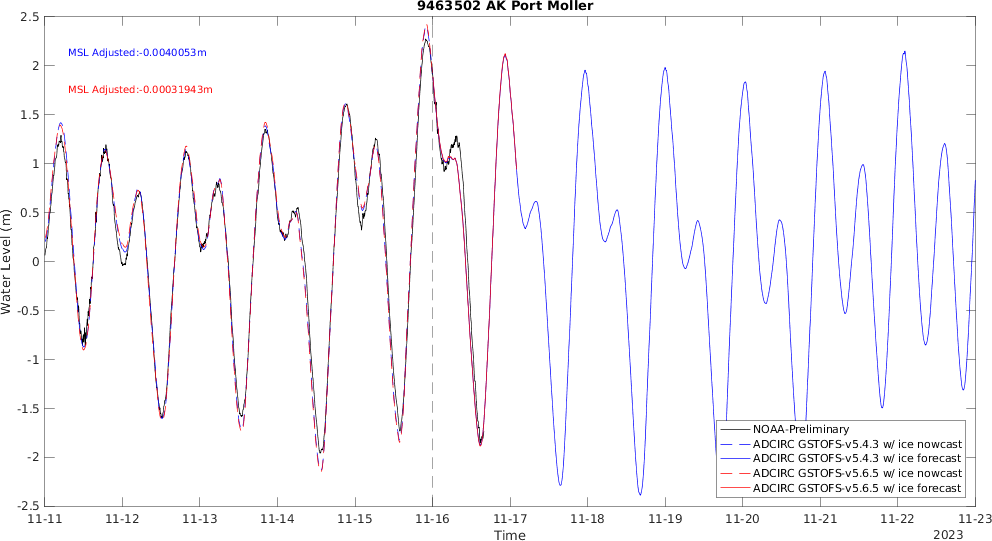 9463502 AK Port Moller
MSL Adjusted:-0.0040053m
MSL Adjusted:-0.00031943m
Water Level (m)
2.5
2
1.5
1
0.5
0
-0.5
-1
-1.5
-2
-2.5
NOAA-Preliminary
ADCIRC GSTOFS-v5.4.3 w/ ice nowcast
ADCIRC GSTOFS-v5.4.3 w/ ice forecast
ADCIRC GSTOFS-v5.6.5 w/ ice nowcast
ADCIRC GSTOFS-v5.6.5 w/ ice forecast
11-11 11-12 11-13 11-14 11-15 11-16 11-17 11-18 11-19 11-20 11-21 11-22 11-23
Time
2023